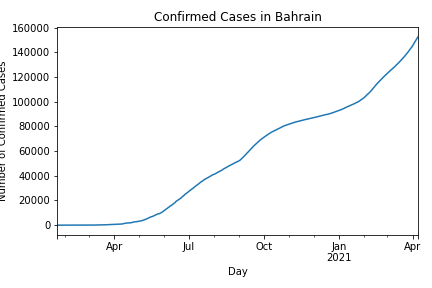 Confirmed Cases in Bahrain
160000
140000
120000
100000
80000
60000
40000
20000
0
Number of Confirmed Cases
Apr
Jul
Oct
Jan
2021
Apr
Day